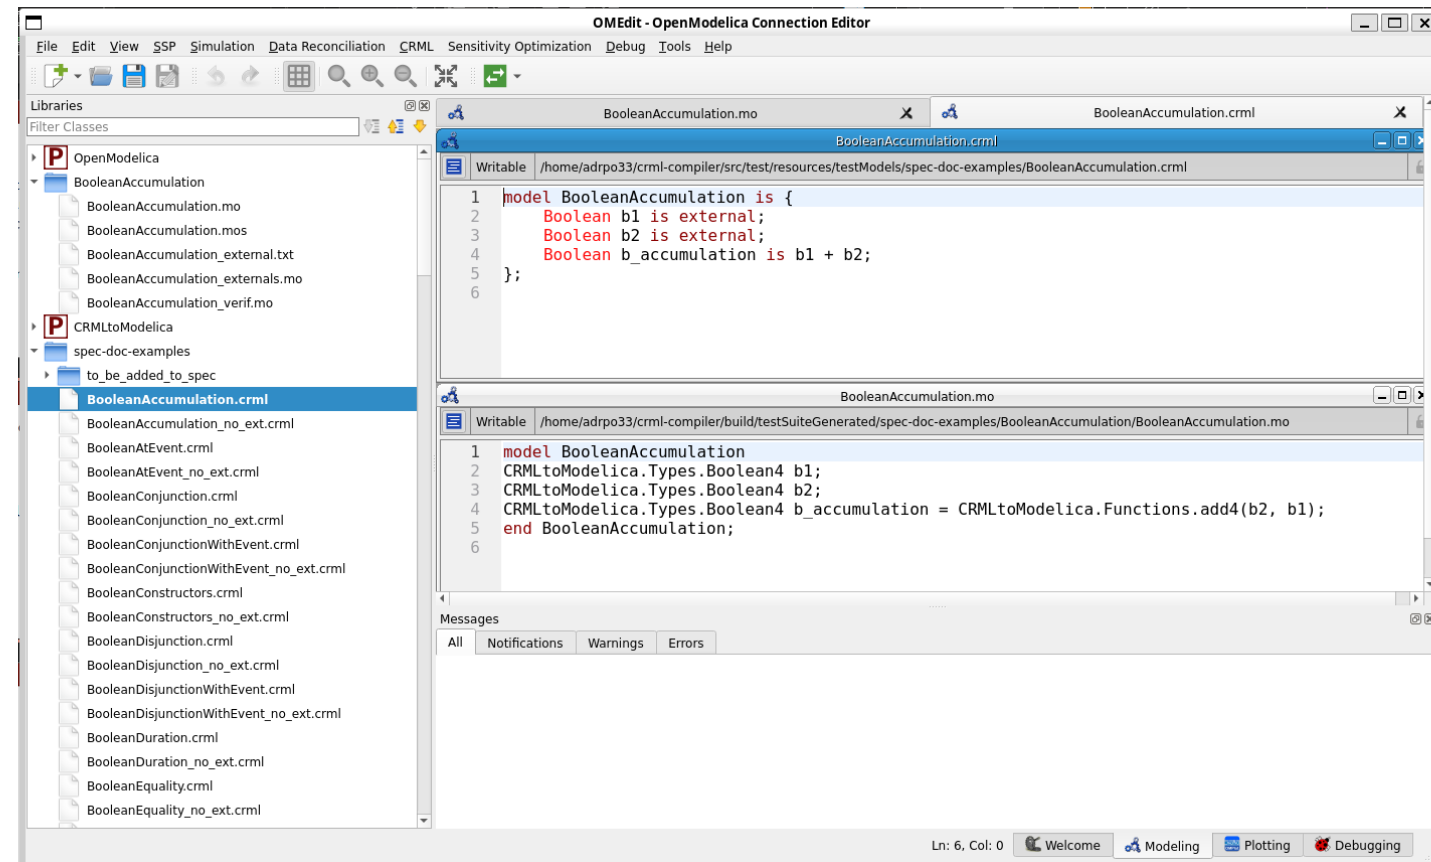 OMEdit - OpenModelica Connection Editor
File Edit View SSP Simulation Data Reconciliation CRML Sensitivity Optimization Debug Tools Help
Libraries
Filter Classes
OpenModelica
BooleanAccumulation
BooleanAccumulation.mo
BooleanAccumulation.mos
BooleanAccumulation_external.txt
BooleanAccumulation_externals.mo
BooleanAccumulation_verif.mo
CRMLtoModelica
spec-doc-examples
to_be_added_to_spec
BooleanAccumulation.crml
BooleanAccumulation_no_ext.crml
BooleanAtEvent.crml
BooleanAtEvent_no_ext.crml
BooleanConjunction.crml
BooleanConjunction_no_ext.crml
BooleanConjunctionWithEvent.crml
BooleanConjunctionWithEvent_no_ext.crml
BooleanConstructors.crml
BooleanConstructors_no_ext.crml
BooleanDisjunction.crml
BooleanDisjunction_no_ext.crml
BooleanDisjunctionWithEvent.crml
BooleanDisjunctionWithEvent_no_ext.crml
BooleanDuration.crml
BooleanDuration_no_ext.crml
BooleanEquality.crml
BooleanEquality_no_ext.crml
BooleanAccumulation.mo BooleanAccumulation.crml
BooleanAccumulation.crml
Writable /home/adrpo33/crml-compiler/src/test/resources/testModels/spec-doc-examples/BooleanAccumulation.crml
1 model BooleanAccumulation is {
2 Boolean b1 is external;
3 Boolean b2 is external;
4 Boolean b_accumulation is b1 + b2;
5 };
6
BooleanAccumulation.mo
Writable /home/adrpo33/crml-compiler/build/testSuiteGenerated/spec-doc-examples/BooleanAccumulation/BooleanAccumulation.mo
1 model BooleanAccumulation
2 CRMLtoModelica.Types.Boolean4 b1;
3 CRMLtoModelica.Types.Boolean4 b2;
4 CRMLtoModelica.Types.Boolean4 b_accumulation = CRMLtoModelica.Functions.add4(b2, b1);
5 end BooleanAccumulation;
6
Messages
All Notifications Warnings Errors
Ln: 6, Col: 0 Welcome Modeling Plotting Debugging